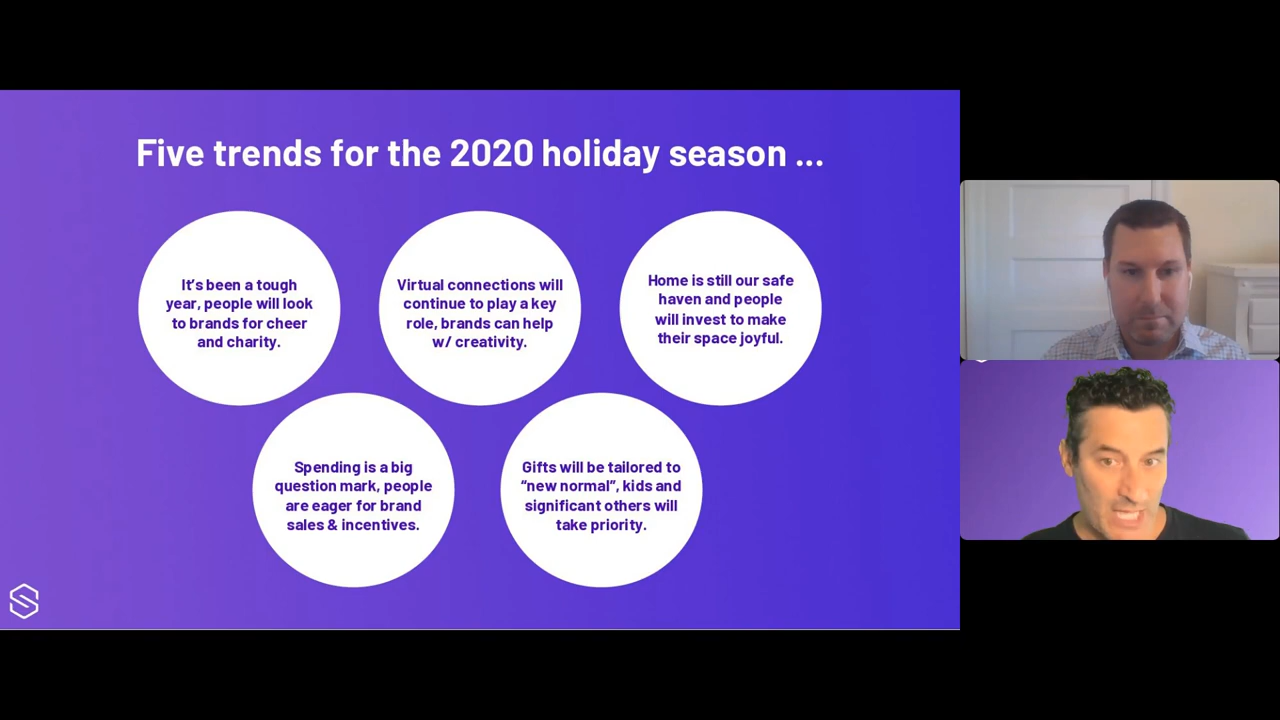 Five trends for the 2020 holiday season ...
It's been a tough
year, people will look
to brands for cheer
and charity.
Virtual connections will
continue to play a key
role, brands can help
w/ creativity.
Home is still our safe
haven and people
will invest to make
their space joyful.
Spending is a big
question mark, people
are eager for brand
sales & incentives.
Gifts will be tailored to
“new normal”, kids and
significant others will
take priority.